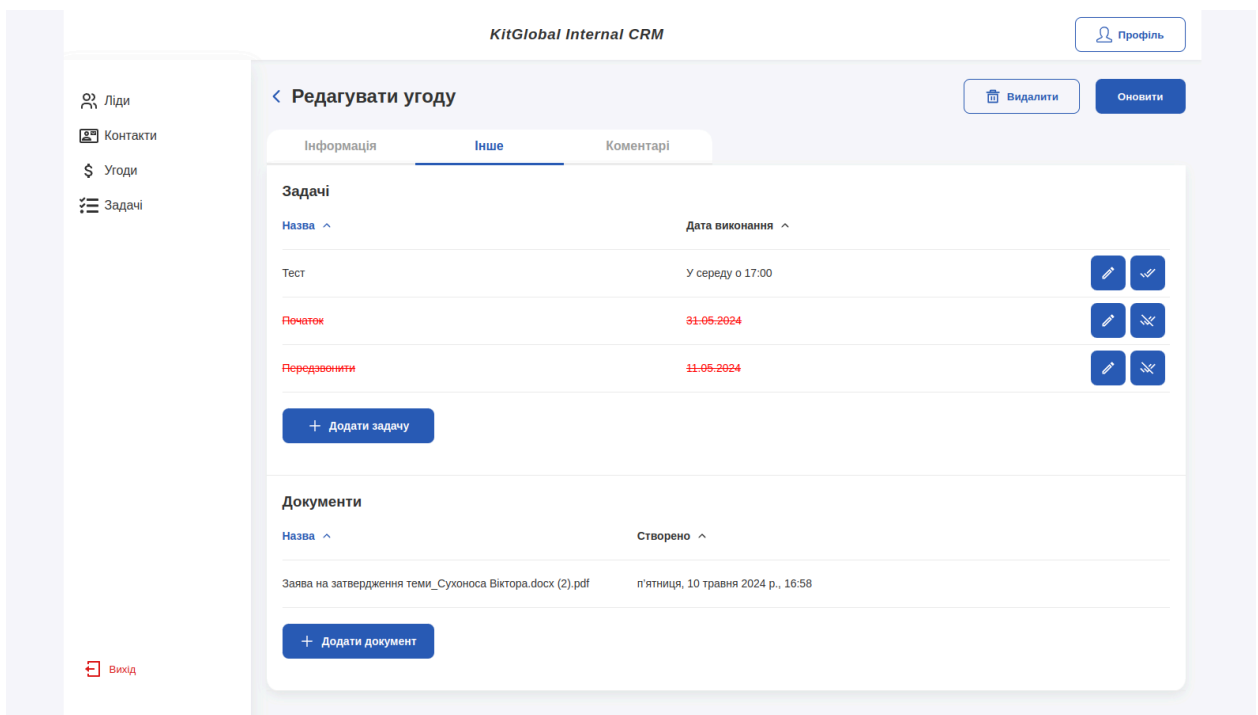 KitGlobal Internal CRM
Профіль
Ліди
Контакти
Угоди
Задачі
Вихід
Редагувати угоду
Видалити
Оновити
Інформація Інше Коментарі
Задачі
Назва Дата виконання
Тест У середу о 17:00
Початок 31.05.2024
Передзвонити 11.05.2024
Додати задачу
Документи
Назва Створено
Заява на затвердження теми_Сухоноса Віктора.docx (2).pdf п’ятниця, 10 травня 2024 р., 16:58
Додати документ